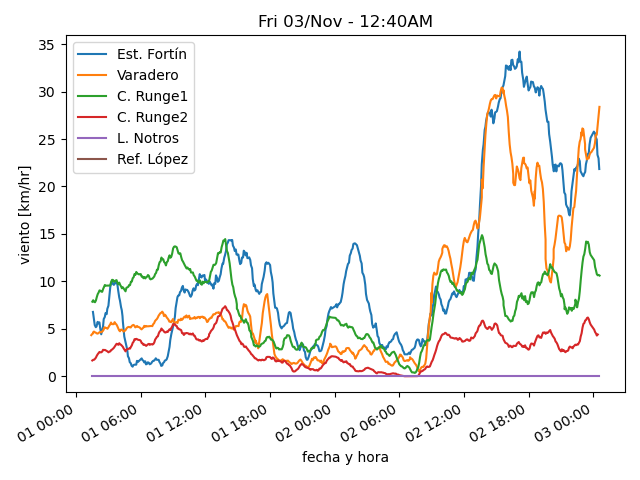 Fri 03/Nov - 12:40AM
35
30
25
20
15
10
5
0
viento [km/hr]
Est. Fortín
Varadero
C. Runge1
C. Runge2
L. Notros
Ref. López
01 00:00
01 06:00
01 12:00
01 18:00
02 00:00
02 06:00
02 12:00
02 18:00
03 00:00
fecha y hora